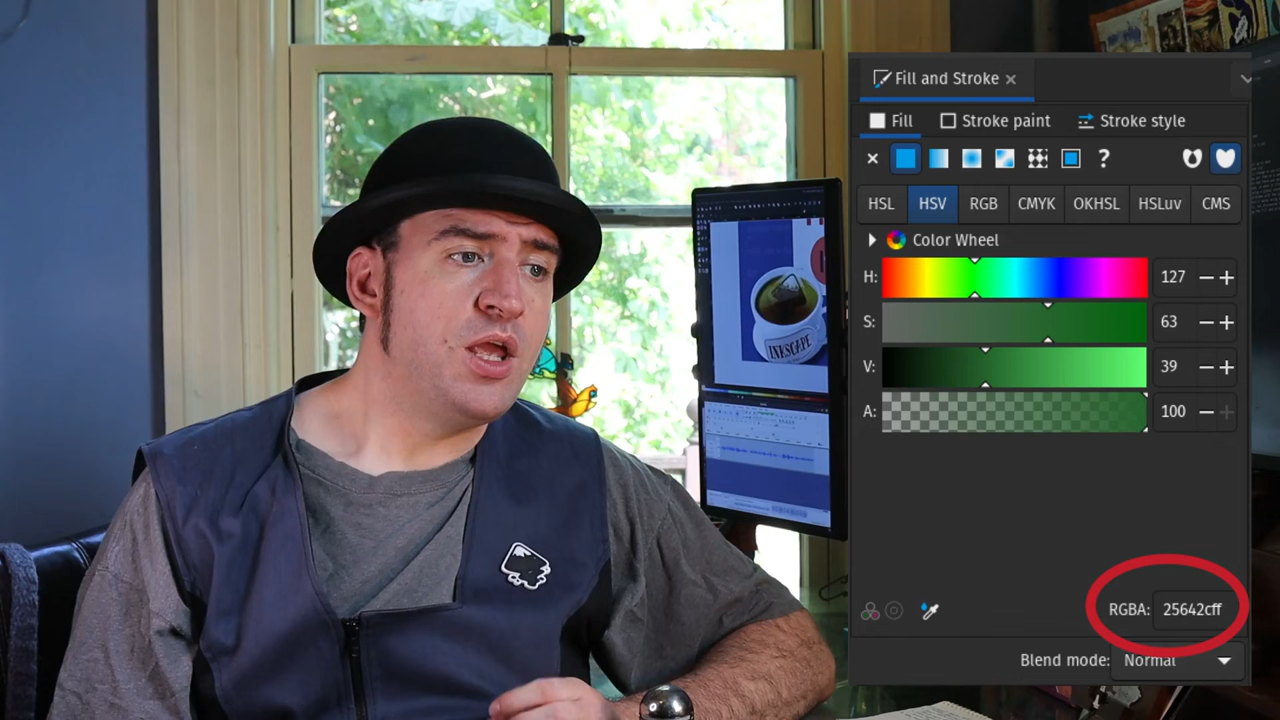 Fill and Stroke
Fill Stroke paint Stroke style
?
HSL HSV RGB CMYK OKHSL HSLuv CMS
Color Wheel
H: 127
S: 63
V: 39
A: 100
RGBA: 25642cff
Blend mode: Normal
INKSCAPE